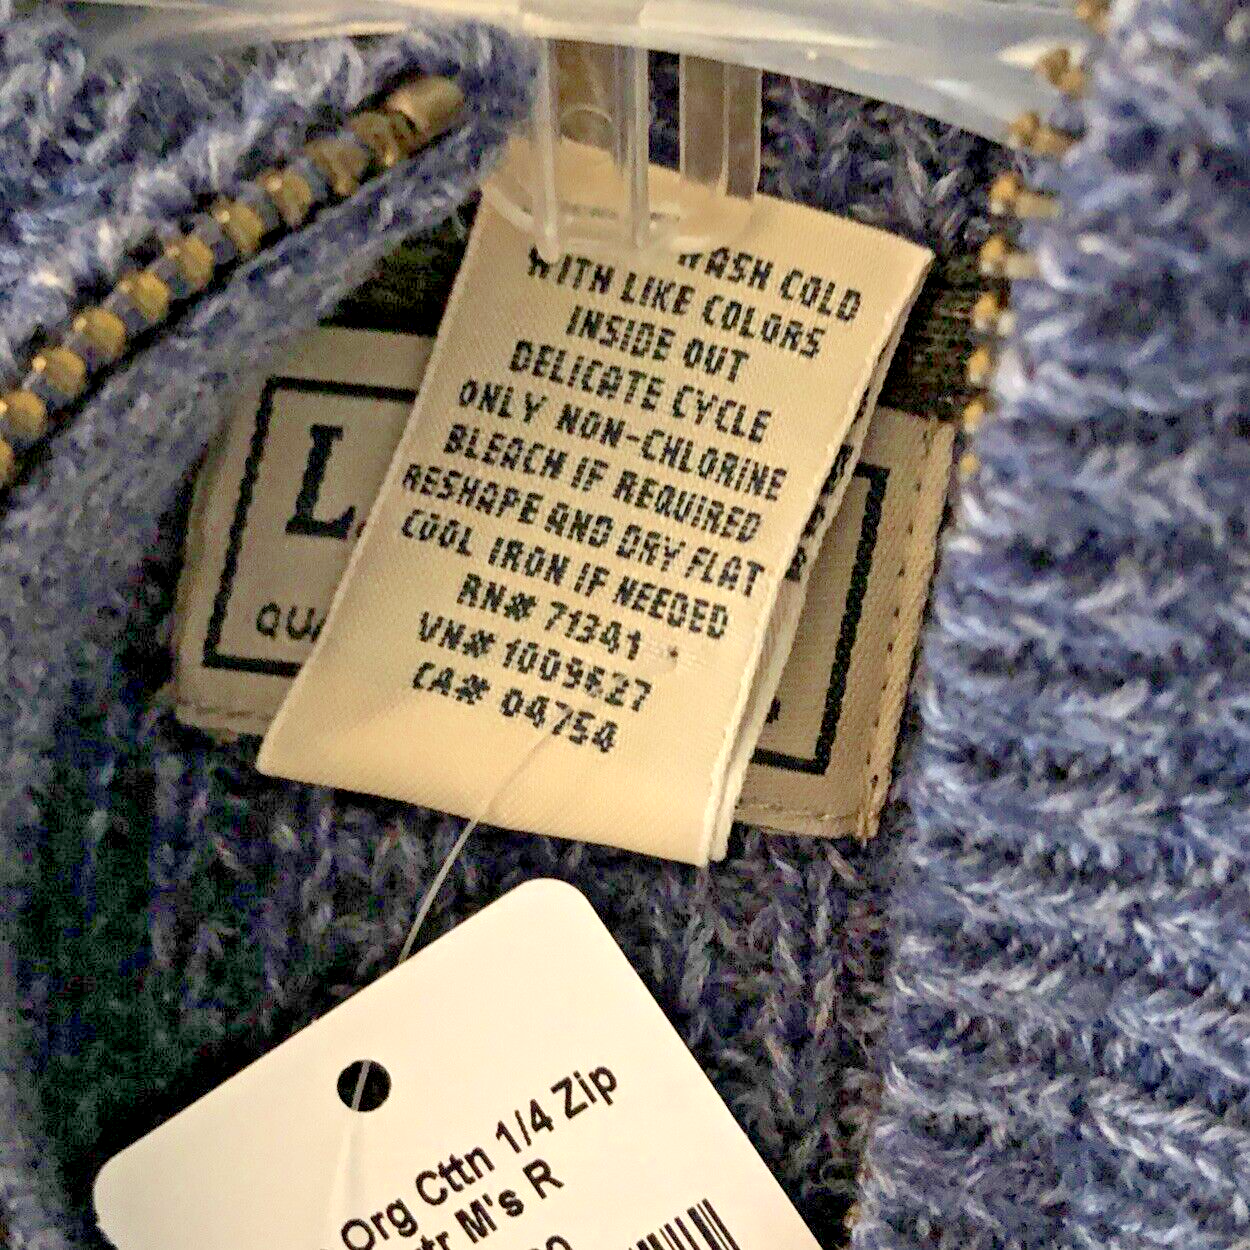 WASH COLD
WITH LIKE COLORS
INSIDE OUT
DELICATE CYCLE
ONLY NON-CHLORINE
BLEACH IF REQUIRED
RESHAPE AND DRY FLAT
COOL IRON IF NEEDED
RN# 71341
VN# 1009627
CA# 04754
L.
QUA
Org Cttn 1/4 Zip
M's R